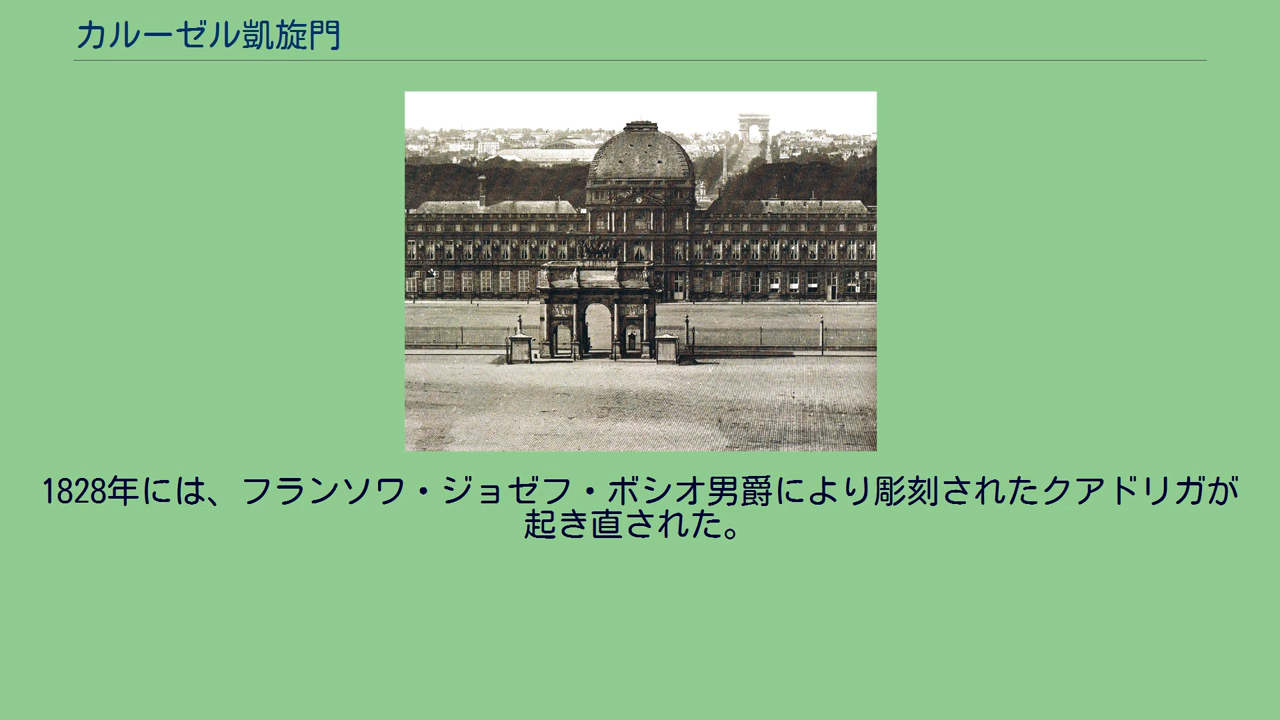 カルーゼル凱旋門
1828年には、フランソワ・ジョゼフ・ボシオ男爵により彫刻されたクアドリガが
起き直された。